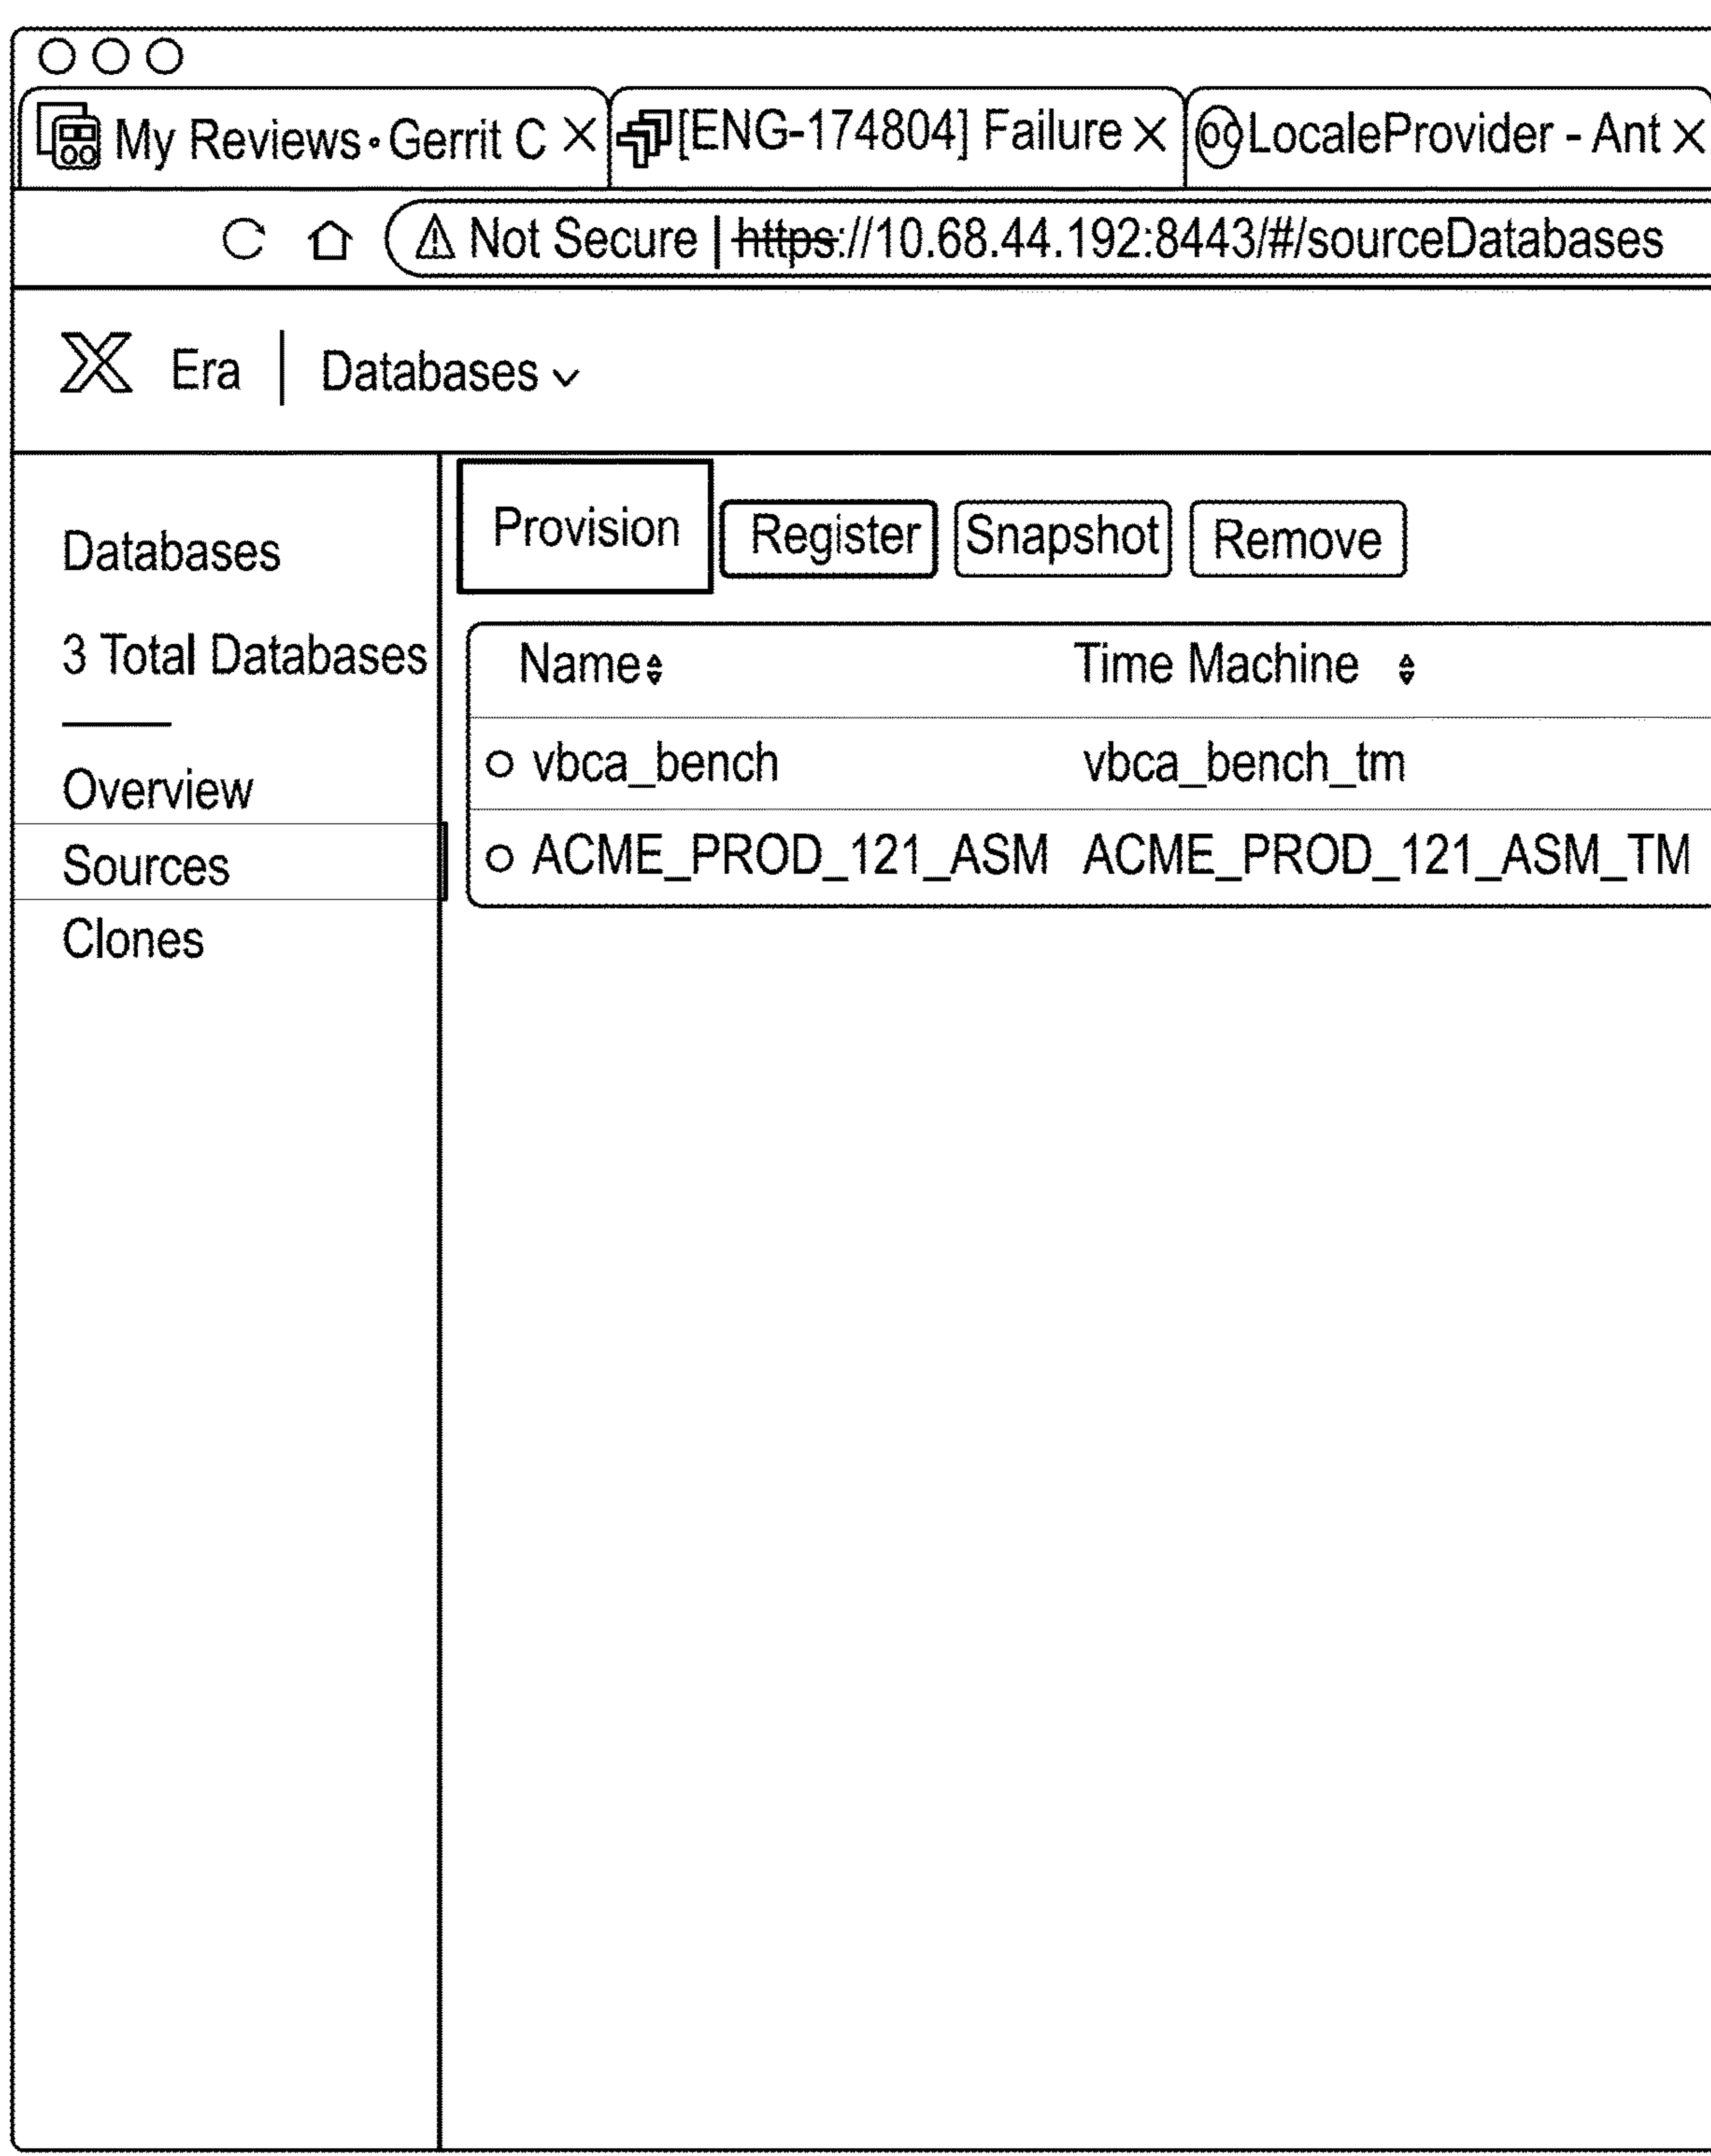 My Reviews · Gerrit C [ENG-174804] Failure LocaleProvider - Ant
Not Secure | https://10.68.44.192:8443/#/sourceDatabases
Era | Databases
Provision Register Snapshot Remove
Databases
3 Total Databases
Overview
Sources
Clones
Name Time Machine
vbca_bench vbca_bench_tm
ACME_PROD_121_ASM ACME_PROD_121_ASM_TM